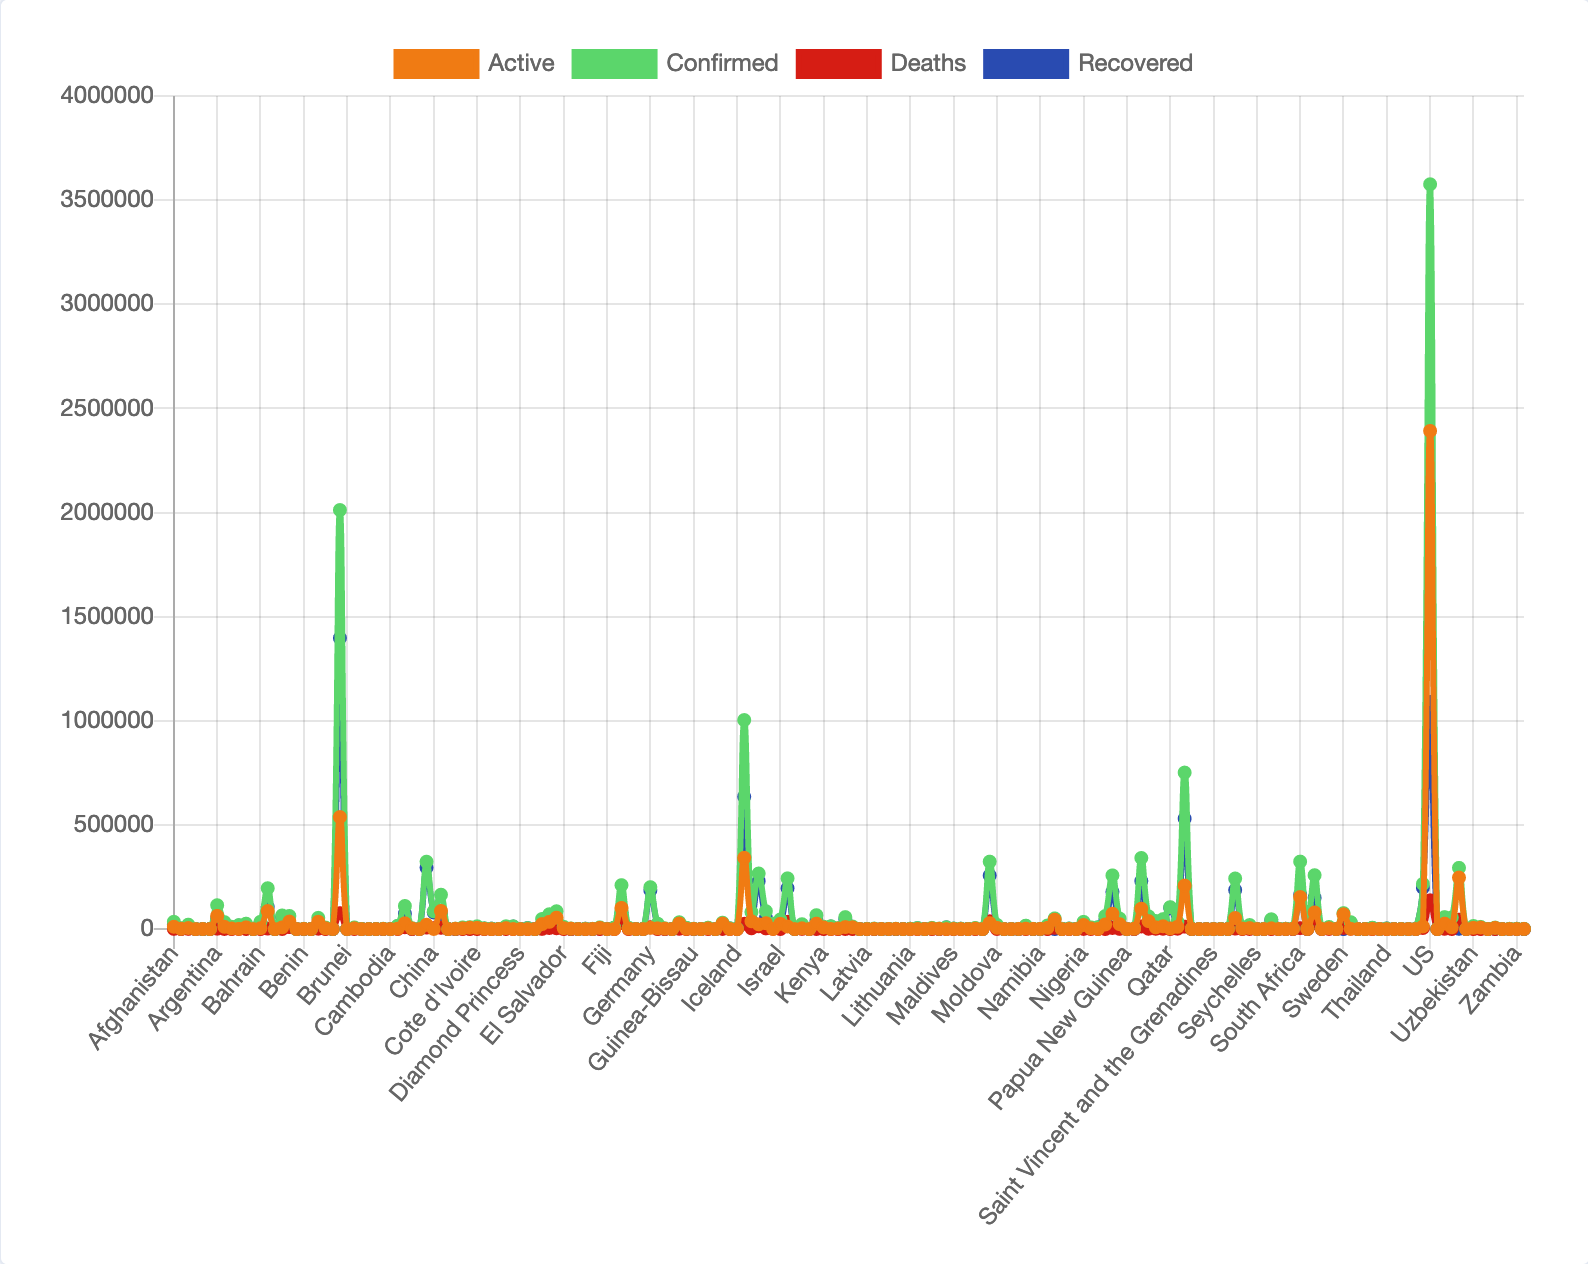 Active Confirmed Deaths Recovered
4000000
3500000
3000000
2500000
2000000
1500000
1000000
500000
0
Afghanistan
Argentina
Bahrain
Benin
Brunei
Cambodia
China
Cote d'Ivoire
Diamond Princess
El Salvador
Fiji
Germany
Guinea-Bissau
Iceland
Israel
Kenya
Latvia
Lithuania
Maldives
Moldova
Namibia
Nigeria
Papua New Guinea
Qatar
Saint Vincent and the Grenadines
Seychelles
South Africa
Sweden
Thailand
US
Uzbekistan
Zambia